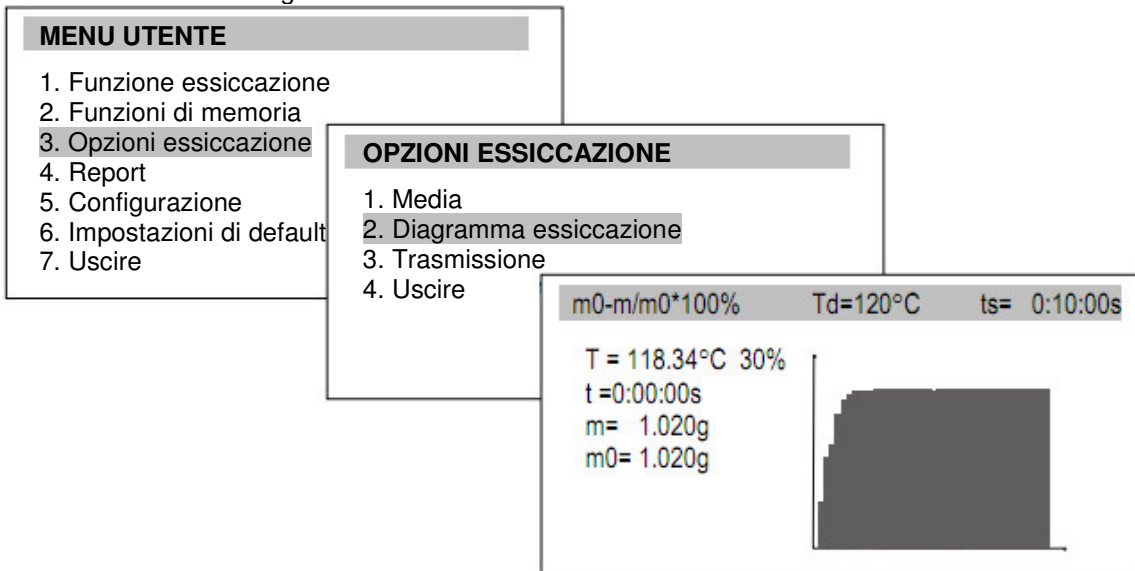 MENU UTENTE
1. Funzione essiccazione
2. Funzioni di memoria
3. Opzioni essiccazione
4. Report
5. Configurazione
6. Impostazioni di default
7. Uscire
OPZIONI ESSICCAZIONE
1. Media
2. Diagramma essiccazione
3. Trasmissione
4. Uscire
m0-m/m0*100% Td=120°C ts= 0:10:00s
T = 118.34°C 30%
t =0:00:00s
m= 1.020g
m0= 1.020g